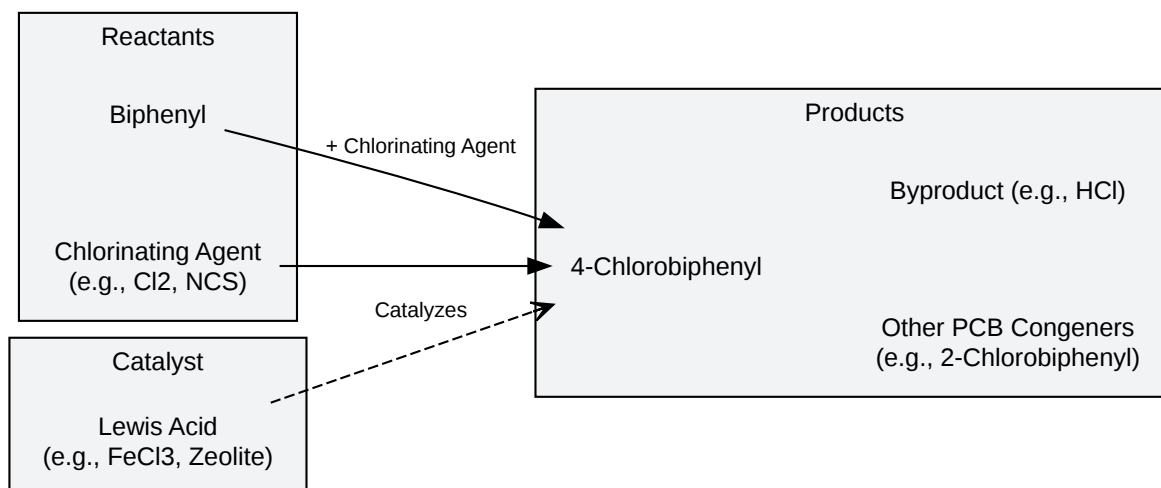 Reactants
Biphenyl
+ Chlorinating Agent
Chlorinating Agent
(e.g., Cl2, NCS)
Catalyzes
Catalyst
Lewis Acid
(e.g., FeCl3, Zeolite)
Products
Byproduct (e.g., HCl)
4-Chlorobiphenyl
Other PCB Congeners
(e.g., 2-Chlorobiphenyl)